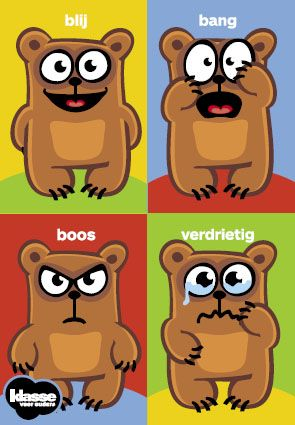 blij
bang
boos
verdrietig
klasse
voor ouders